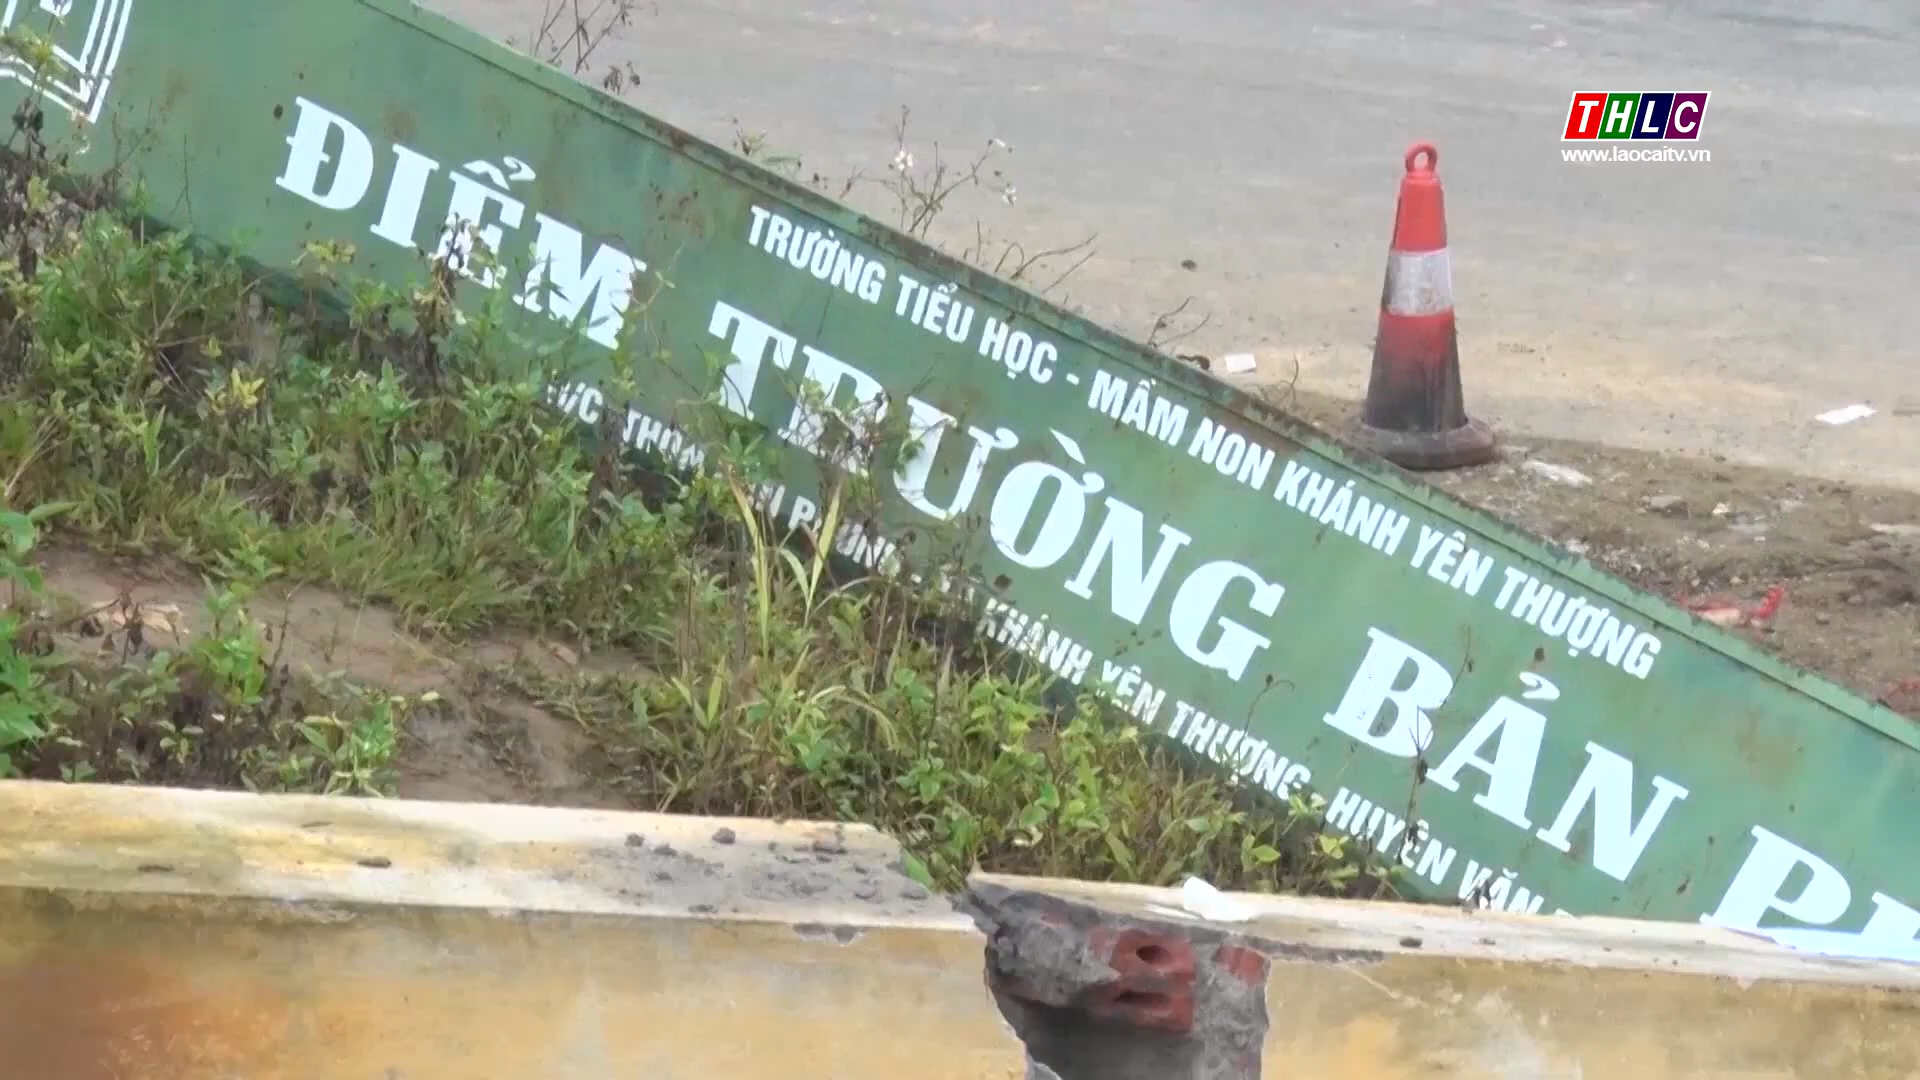 THLC
www.laocaitv.vn
TRƯỜNG TIỂU HỌC - MẦM NON KHÁNH YÊN THƯỢNG
ĐIỂM TRƯỜNG BẢN
KHÁNH YÊN THƯỢNG - HUYỆN VĂN